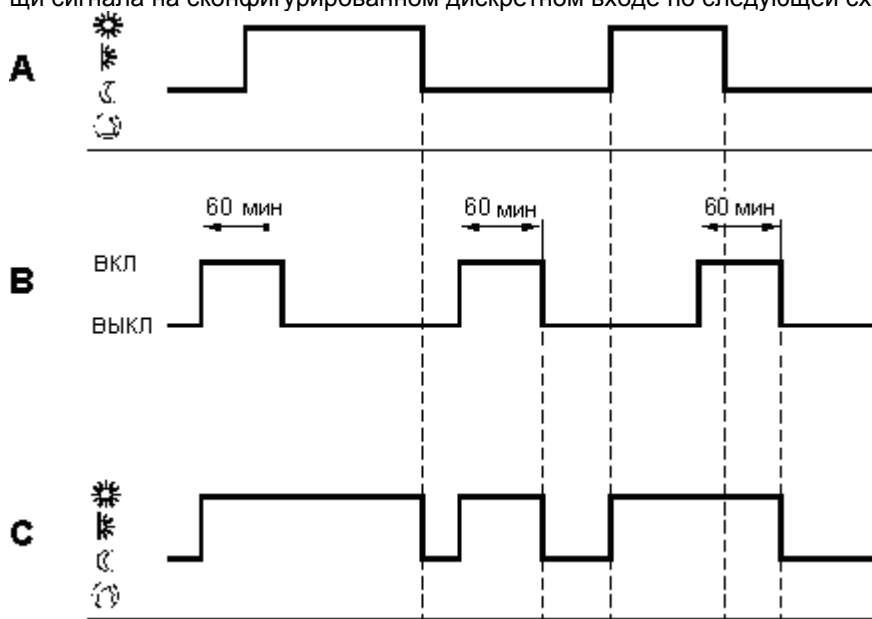 щи сигнала на сконфигурированном дискретном входе по следующей сх
A
60 мин 60 мин 60 мин
B
ВКЛ
ВЫКЛ
C